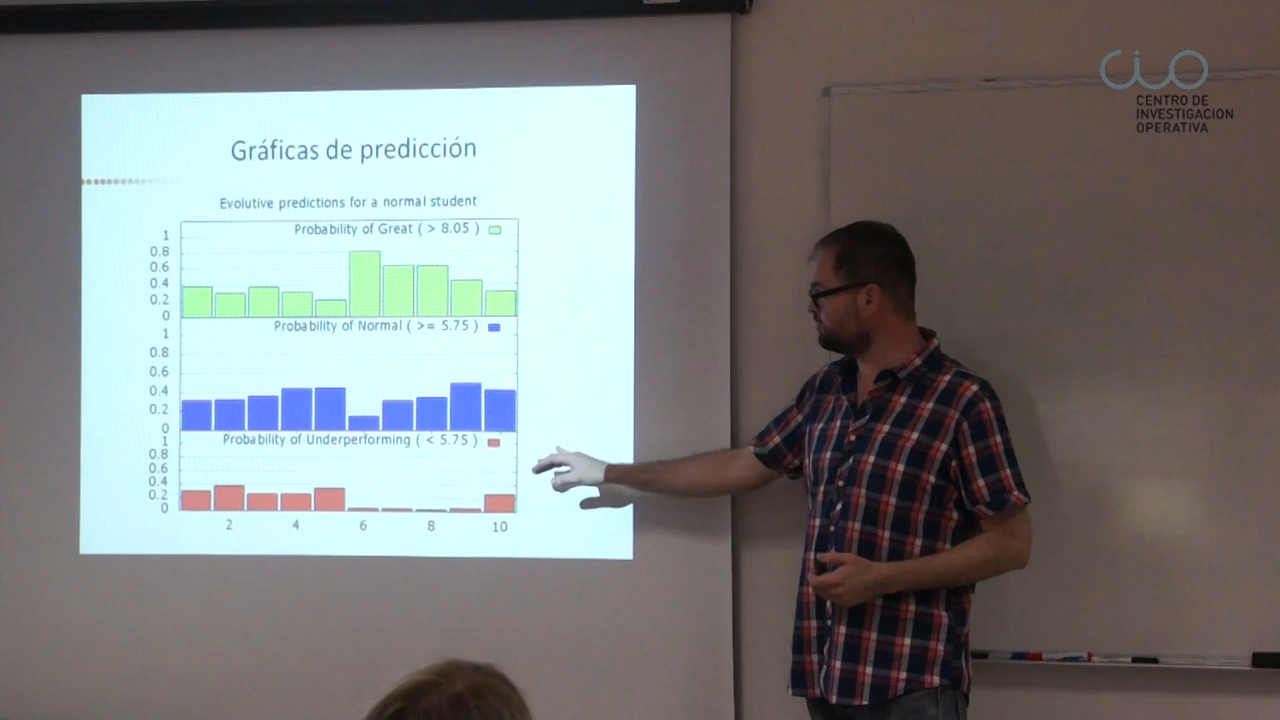 Gráficas de predicción
Evolutive predictions for a normal student
Probability of Great ( > 8.05 )
1
0.8
0.6
0.4
0.2
0
Probability of Normal ( >= 5.75 )
1
0.8
0.6
0.4
0.2
0
Probability of Underperforming ( < 5.75 )
1
0.8
0.6
0.4
0.2
0
2 4 6 8 10
cio
CENTRO DE
INVESTIGACION
OPERATIVA